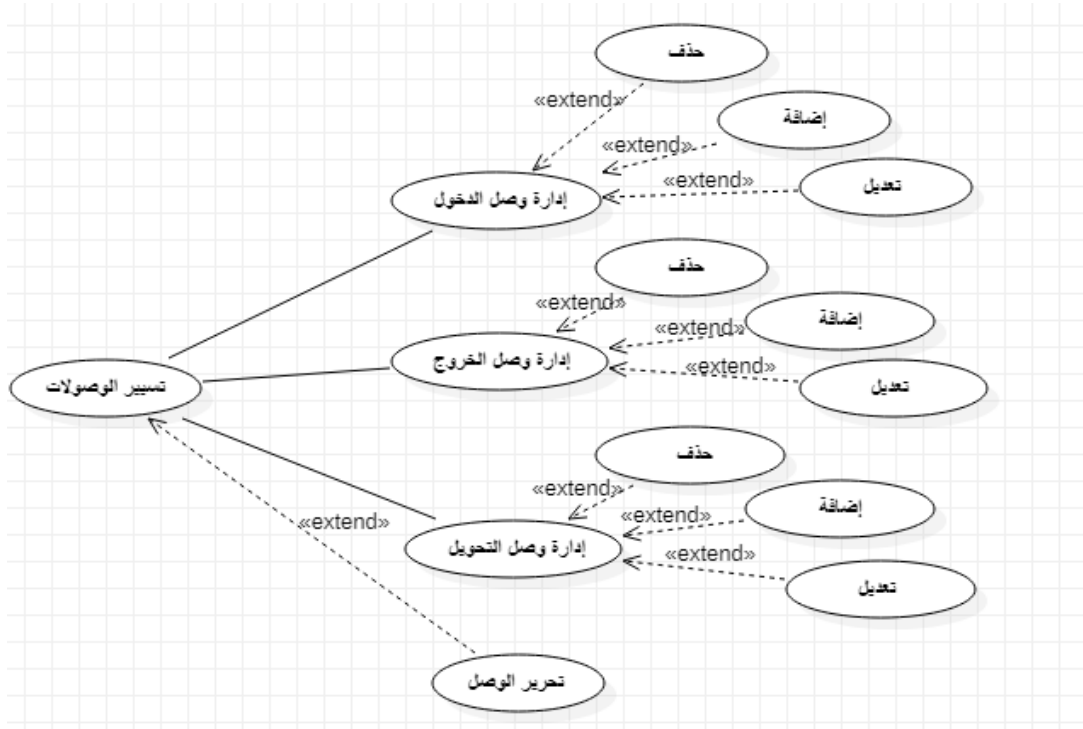 حذف
«extend»
إضافة
«extend»
«extend»
تعديل
إدارة وصل الدخول
حذف
«extend»
إضافة
«extend»
إدارة وصل الخروج
«extend»
تعديل
تسيير الوصولات
حذف
«extend»
إضافة
«extend»
«extend»
إدارة وصل التحويل
«extend»
تعديل
تحرير الوصل